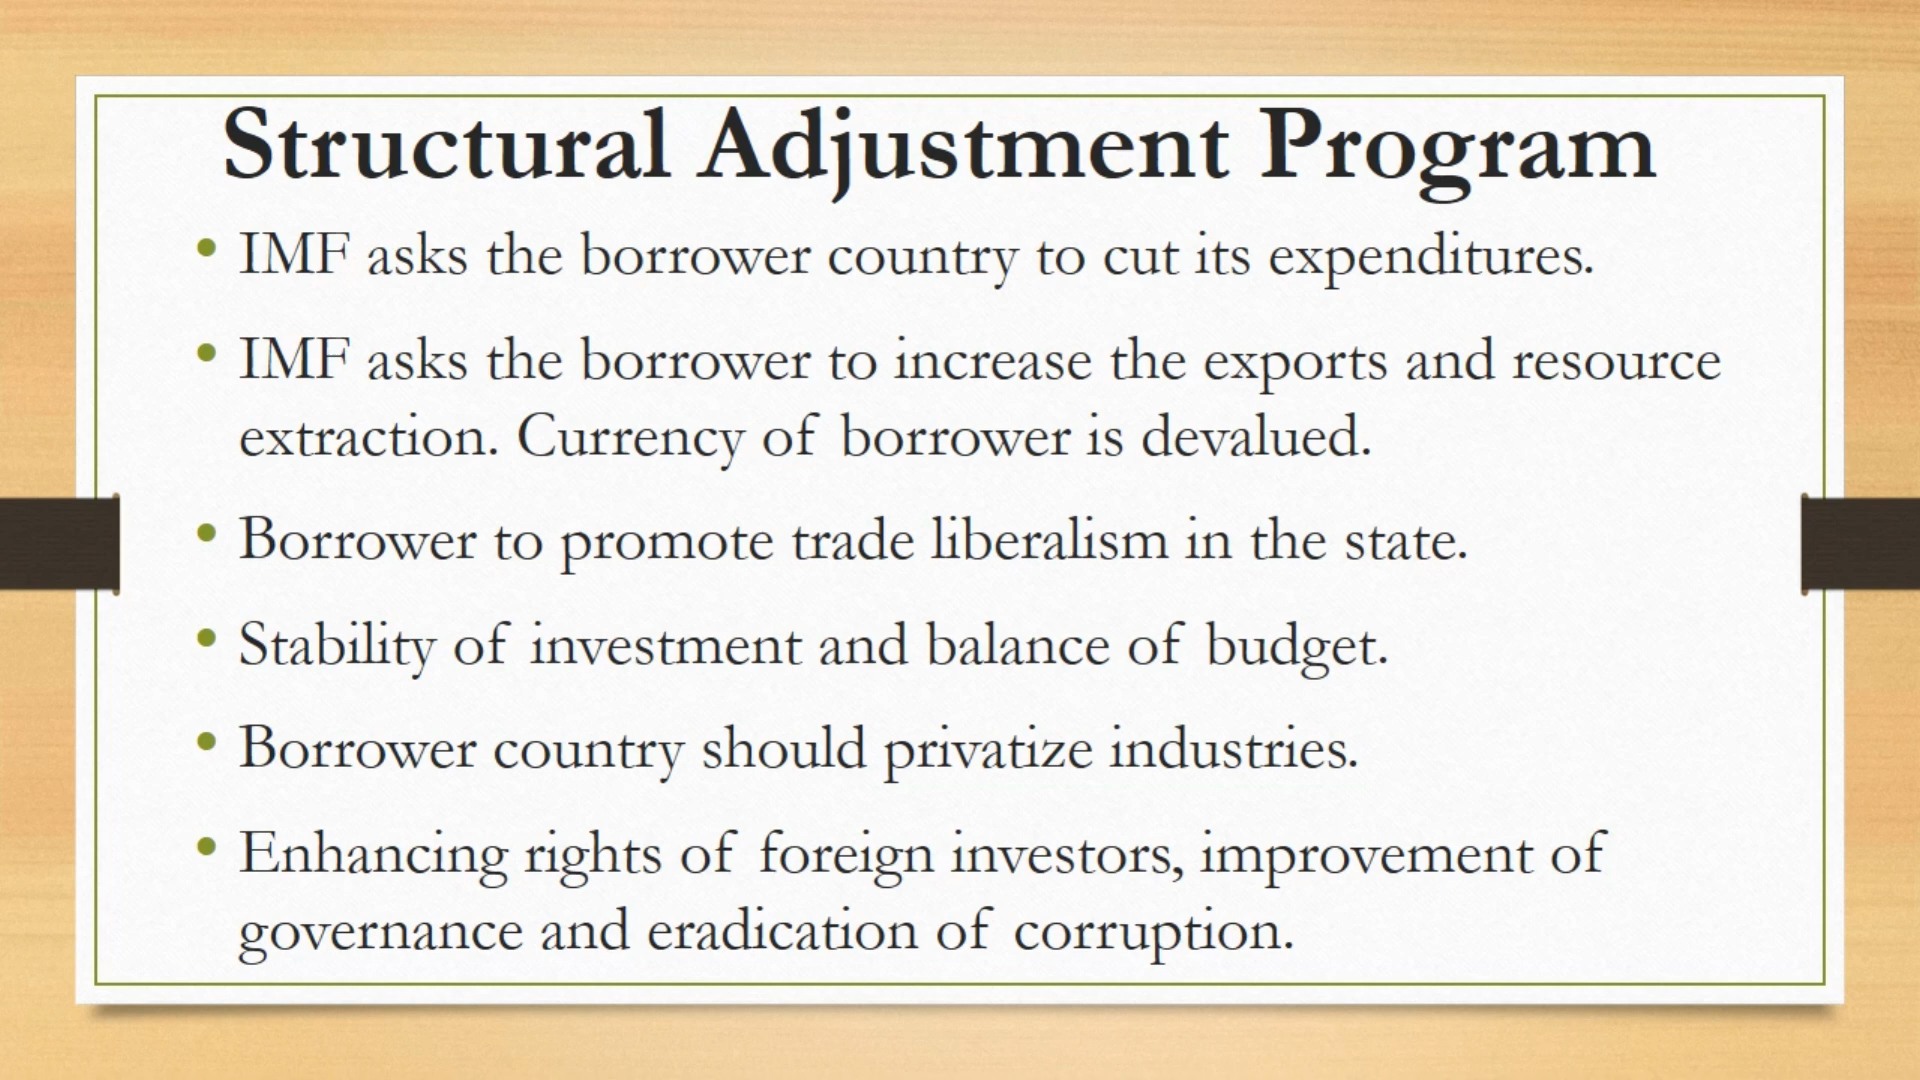 Structural Adjustment Program
• IMF asks the borrower country to cut its expenditures.
• IMF asks the borrower to increase the exports and resource
extraction. Currency of borrower is devalued.
• Borrower to promote trade liberalism in the state.
• Stability of investment and balance of budget.
• Borrower country should privatize industries.
• Enhancing rights of foreign investors, improvement of
governance and eradication of corruption.